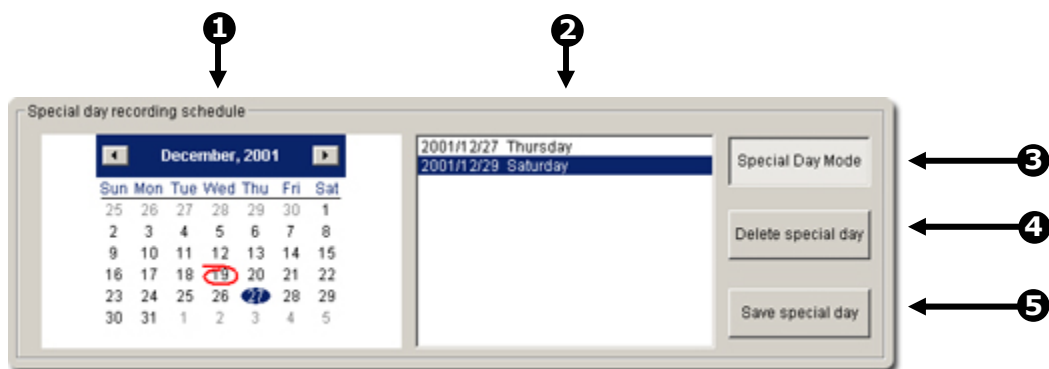 1 2
Special day recording schedule
December, 2001
Sun Mon Tue Wed Thu Fri Sat
25 26 27 28 29 30 1
2 3 4 5 6 7 8
9 10 11 12 13 14 15
16 17 18 19 20 21 22
23 24 25 26 27 28 29
30 31 1 2 3 4 5
2001/12/27 Thursday
2001/12/29 Saturday
Special Day Mode
3
Delete special day
4
Save special day
5